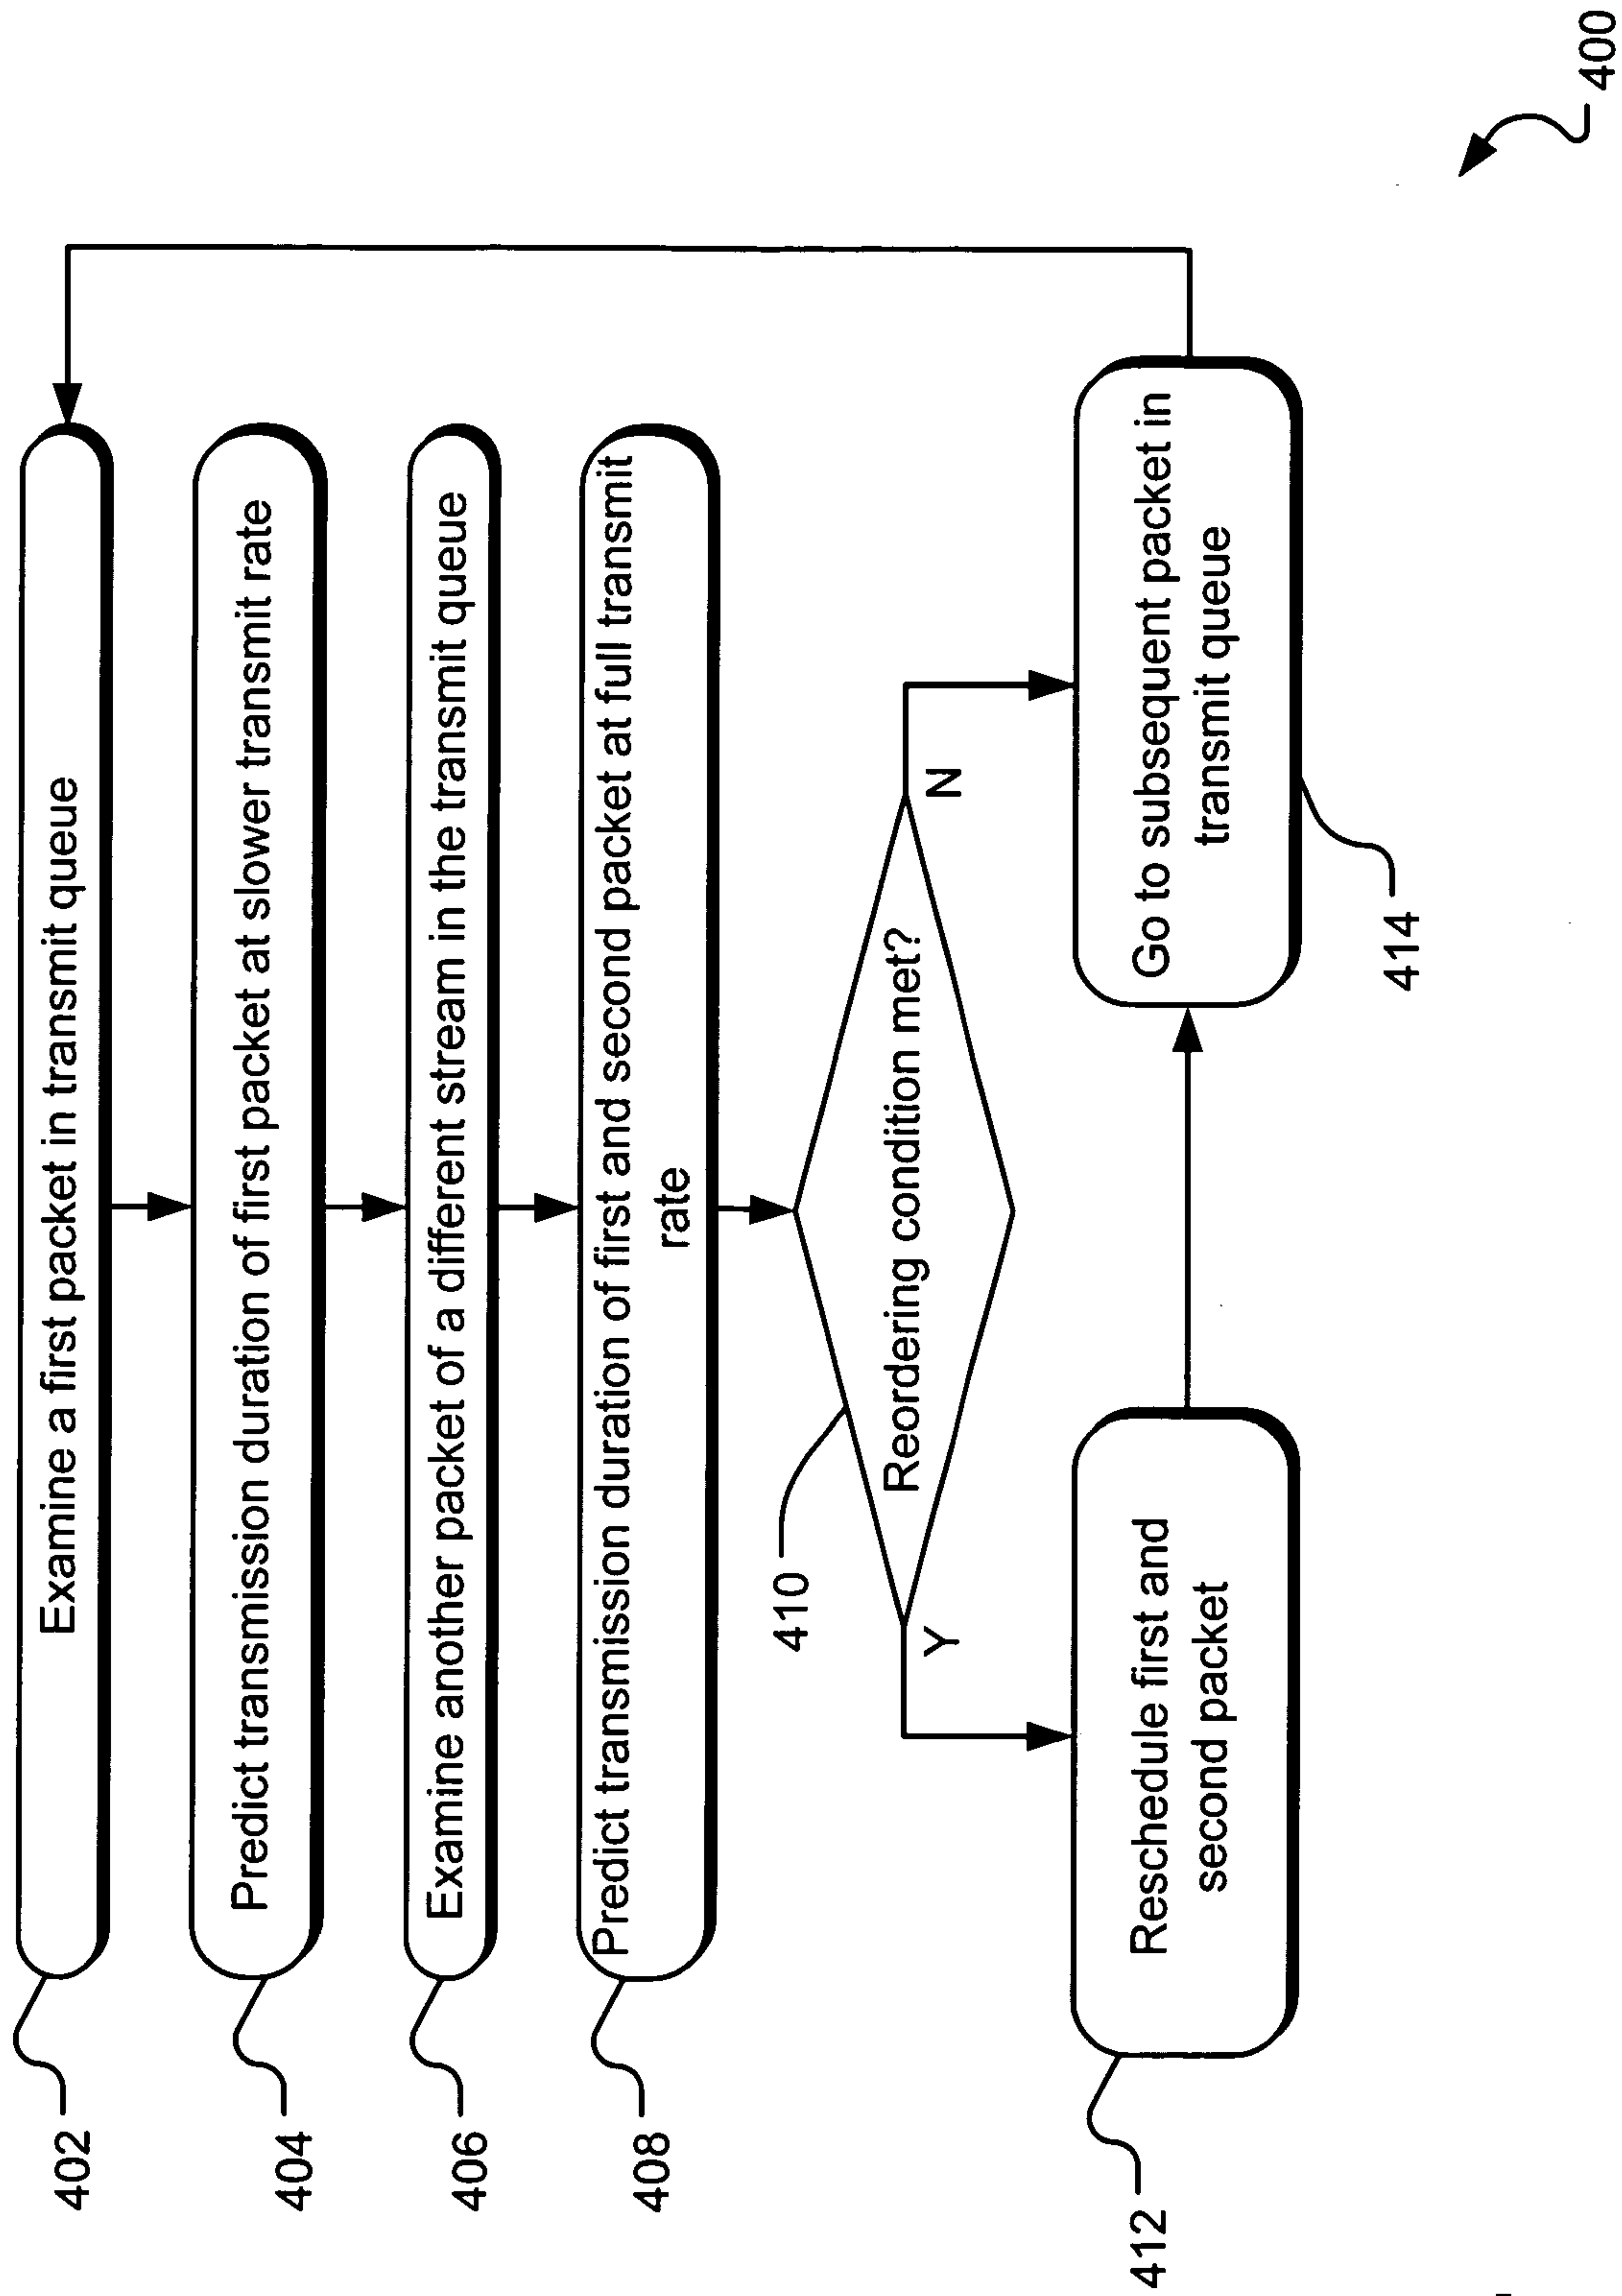 402
Examine a first packet in transmit queue
404
Predict transmission duration of first packet at slower transmit rate
406
Examine another packet of a different stream in the transmit queue
408
Predict transmission duration of first and second packet at full transmit
rate
410
Reordering condition met?
Y
N
412
Reschedule first and
second packet
Go to subsequent packet in
transmit queue
414
400